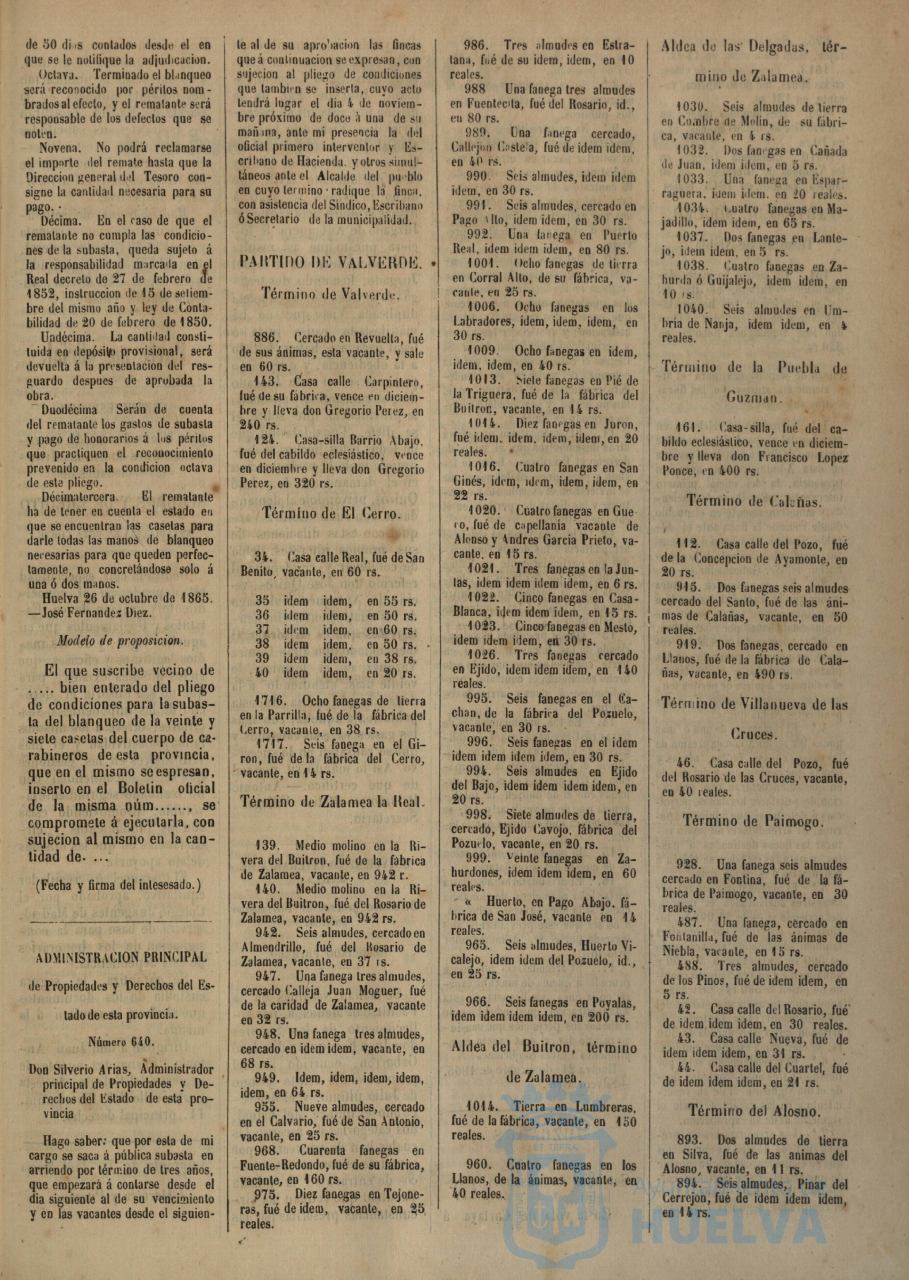 de 50 dias contados desde el en
que se le notifique la adjudicacion.
Octava. Terminado el blanqueo
será reconocido por péritos nom-
brados al efecto, y el rematante será
responsable de los defectos que se
noten.
Novena. No podrá reclamarse
el importe del remate hasta que la
Direccion general del Tesoro con-
signe la cantidad necesaria para su
pago.
Décima. En el caso de que el
rematante no cumpla las condicio-
nes de la subasta, queda sujeto á
la responsabilidad marcada en el
Real decreto de 27 de febrero de
1852, instruccion de 15 de setiem-
bre del mismo año y ley de Conta-
bilidad de 20 de febrero de 1850.
Undécima. La cantidad consti-
tuida en depósito provisional, será
devuelta á la presentacion del res-
guardo despues de aprobada la
obra.
Duodécima Serán de cuenta
del rematante los gastos de subasta
y pago de honorarios á los péritos
que practiquen el reconocimiento
prevenido en la condicion octava
de este pliego.
Décimatercera. El rematante
ha de tener en cuenta el estado en
que se encuentran las casetas para
darle todas las manos de blanqueo
necesarias para que queden perfec-
tamente, no concretándose solo á
una ó dos manos.
Huelva 26 de octubre de 1865.
—José Fernandez Diez.
Modelo de proposicion.
El que suscribe vecino de
..... bien enterado del pliego
de condiciones para la subas-
ta del blanqueo de la veinte y
siete casetas del cuerpo de ca-
rabineros de esta provincia,
que en el mismo se espresan,
inserto en el Boletin oficial
de la misma núm......, se
compromete á ejecutarla, con
sujecion al mismo en la can-
tidad de. ...
(Fecha y firma del intesesado.)
ADMINISTRACION PRINCIPAL
de Propiedades y Derechos del Es-
tado de esta provincia.
Número 640.
Don Silverio Arias, Administrador
principal de Propiedades y De-
rechos del Estado de esta pro-
vincia
Hago saber: que por esta de mi
cargo se saca á pública subasta en
arriendo por término de tres años,
que empezará á contarse desde el
dia siguiente al de su vencimiento
y en las vacantes desde el siguien-
te al de su aprobacion las fincas
que á continuacion se expresan, con
sujecion al pliego de condiciones
que tambien se inserta, cuyo acto
tendrá lugar el dia 4 de noviem-
bre próximo de doce á una de su
mañana, ante mi presencia la del
oficial primero interventor y Es-
cribano de Hacienda, y otros simul-
táneos ante el Alcalde del pueblo
en cuyo termino radique la finca,
con asistencia del Sindico, Escribano
ó Secretario de la municipalidad.
PARTIDO DE VALVERDE.
Término de Valverde.
886. Cercado en Revuelta, fué
de sus ánimas, esta vacante, y sale
en 60 rs.
143. Casa calle Carpintero,
fué de su fabrica, vence en diciem-
bre y lleva don Gregorio Perez, en
240 rs.
124. Casa-silla Barrio Abajo,
fué del cabildo eclesiástico, vence
en diciembre y lleva don Gregorio
Perez, en 320 rs.
Término de El Cerro.
34. Casa calle Real, fué de San
Benito, vacante, en 60 rs.
35 idem idem, en 55 rs.
36 idem idem, en 50 rs.
37 idem idem, en 60 rs.
38 idem idem, en 50 rs.
39 idem idem, en 38 rs.
40 idem idem, en 20 rs.
1716. Ocho fanegas de tierra
en la Parrilla, fué de la fábrica del
Cerro, vacante, en 38 rs.
1717. Seis fanega en el Gi-
ron, fué de la fábrica del Cerro,
vacante, en 14 rs.
Término de Zalamea la Real.
139. Medio molino en la Ri-
vera del Buitron, fué de la fabrica
de Zalamea, vacante, en 942 r.
140. Medio molino en la Ri-
vera del Buitron, fué del Rosario de
Zalamea, vacante, en 942 rs.
942. Seis almudes, cercado en
Almendrillo, fué del Rosario de
Zalamea, vacante, en 37 rs.
947. Una fanega tres almudes,
cercado Calleja Juan Moguer, fué
de la caridad de Zalamea, vacante
en 32 rs.
948. Una fanega tres almudes,
cercado en idem idem, vacante, en
68 rs.
949. Idem, idem, idem, idem,
idem, en 64 rs.
955. Nueve almudes, cercado
en el Calvario, fué de San Antonio,
vacante, en 25 rs.
968. Cuarenta fanegas en
Fuente-Redondo, fué de su fábrica,
vacante, en 160 rs.
975. Diez fanegas en Tejone-
ras, fué de idem, vacante, en 25
reales.
986. Tres almudes en Estra-
tana, fué de su idem, idem, en 10
reales.
988 Una fanega tres almudes
en Fuentecita, fué del Rosario, id.,
en 80 rs.
989. Una fanega cercado,
Callejon Castela, fué de idem idem,
en 40 rs.
990. Seis almudes, idem idem
idem, en 30 rs.
991. Seis almudes, cercado en
Pago Alto, idem idem, en 30 rs.
992. Una fanega en Puerto
Real, idem idem idem, en 80 rs.
1001. Ocho fanegas de tierra
en Corral Alto, de su fábrica, va-
cante, en 25 rs.
1006. Ocho fanegas en los
Labradores, idem, idem, idem, en
30 rs.
1009. Ocho fanegas en idem,
idem, idem, en 40 rs.
1013. Siete fanegas en Pié de
la Triguera, fué de la fábrica del
Buitron, vacante, en 14 rs.
1014. Diez fanegas en Juron,
fué idem, idem, idem, idem, en 20
reales.
1016. Cuatro fanegas en San
Ginés, idem, idem, idem, idem, en
22 rs.
1020. Cuatro fanegas en Gue-
ro, fué de capellania vacante de
Alonso y Andres Garcia Prieto, va-
cante, en 15 rs.
1021. Tres fanegas en la Jun-
tas, idem idem idem idem, en 6 rs.
1022. Cinco fanegas en Casa-
Blanca, idem idem idem, en 15 rs.
1023. Cinco fanegas en Mesto,
idem idem idem, en 30 rs.
1026. Tres fanegas cercado
en Ejido, idem idem idem, en 140
reales.
995. Seis fanegas en el Ca-
chan, de la fábrica del Pozuelo,
vacante, en 30 rs.
996. Seis fanegas en el idem
idem idem idem idem, en 30 rs.
994. Seis almudes en Ejido
del Bajo, idem idem idem idem, en
20 rs.
998. Siete almudes de tierra,
cercado, Ejido Cavojo, fábrica del
Pozuelo, vacante, en 20 rs.
999. Veinte fanegas en Za-
hurdones, idem idem idem, en 60
reales.
« Huerto, en Pago Abajo, fá-
brica de San José, vacante en 14
reales.
965. Seis almudes, Huerto Vi-
calejo, idem idem del Pozuelo, id.,
en 25 rs.
966. Seis fanegas en Poyalas,
idem idem idem idem, en 200 rs.
Aldea del Buitron, término
de Zalamea.
1014. Tierra en Lumbreras,
fué de la fábrica, vacante, en 150
reales.
960. Cuatro fanegas en los
Llanos, de la ánimas, vacante, en
40 reales.
Aldea de las Delgadas, tér-
mino de Zalamea.
1030. Seis almudes de tierra
en Cumbre de Molin, de su fábri-
ca, vacante, en 4 rs.
1032. Dos fanegas en Cañada
de Juan, idem idem, en 5 rs.
1033. Una fanega en Espar-
raguera, idem idem, en 20 reales.
1034. Cuatro fanegas en Ma-
jadillo, idem idem, en 65 rs.
1037. Dos fanegas en Lante-
jo, idem idem, en 5 rs.
1038. Cuatro fanegas en Za-
hurda ó Guijalejo, idem idem, en
10 rs.
1040. Seis almudes en Um-
bria de Nanja, idem idem, en 4
reales.
Término de la Puebla de
Guzman.
161. Casa-silla, fué del ca-
bildo eclesiástico, vence en diciem-
bre y lleva don Francisco Lopez
Ponce, en 400 rs.
Término de Calañas.
112. Casa calle del Pozo, fué
de la Concepcion de Ayamonte, en
20 rs.
915. Dos fanegas seis almudes
cercado del Santo, fué de las áni-
mas de Calañas, vacante, en 50
reales.
919. Dos fanegas, cercado en
Llanos, fué de la fábrica de Cala-
ñas, vacante, en 490 rs.
Término de Villanueva de las
Cruces.
46. Casa calle del Pozo, fué
del Rosario de las Cruces, vacante,
en 40 reales.
Término de Paimogo.
928. Una fanega seis almudes
cercado en Fontina, fué de la fá-
brica de Paimogo, vacante, en 30
reales.
487. Una fanega, cercado en
Fontanilla, fué de las ánimas de
Niebla, vacante, en 15 rs.
488. Tres almudes, cercado
de los Pinos, fué de idem idem, en
5 rs.
42. Casa calle del Rosario, fué
de idem idem idem, en 30 reales.
43. Casa calle Nueva, fué de
idem idem idem, en 31 rs.
44. Casa calle del Cuartel, fué
de idem idem idem, en 21 rs.
Término del Alosno.
893. Dos almudes de tierra
en Silva, fué de las animas del
Alosno, vacante, en 11 rs.
894. Seis almudes, Pinar del
Cerrejon, fué de idem idem idem,
en 14 rs.
HUELVA